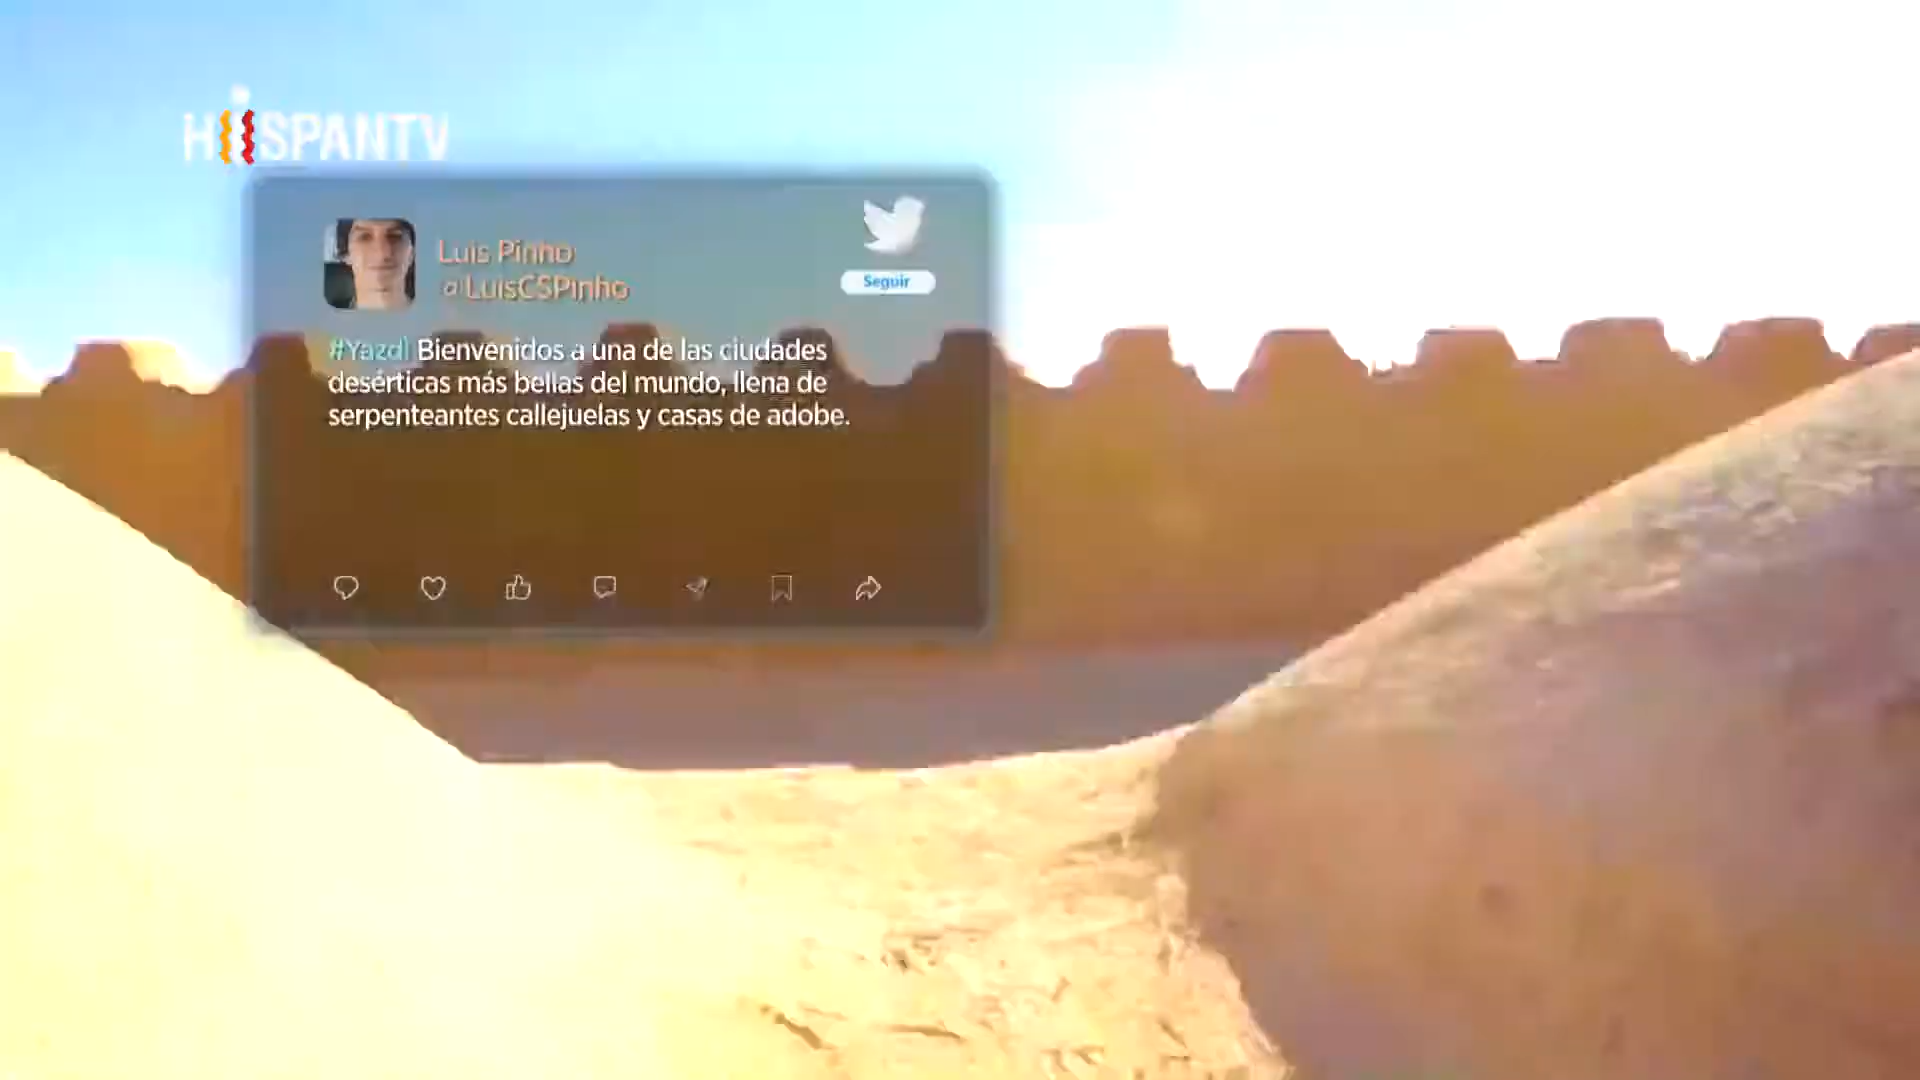 HISPANTV
Luis Pinho
@LuisCSPinho
Seguir
#Yazd| Bienvenidos a una de las ciudades
desérticas más bellas del mundo, llena de
serpenteantes callejuelas y casas de adobe.